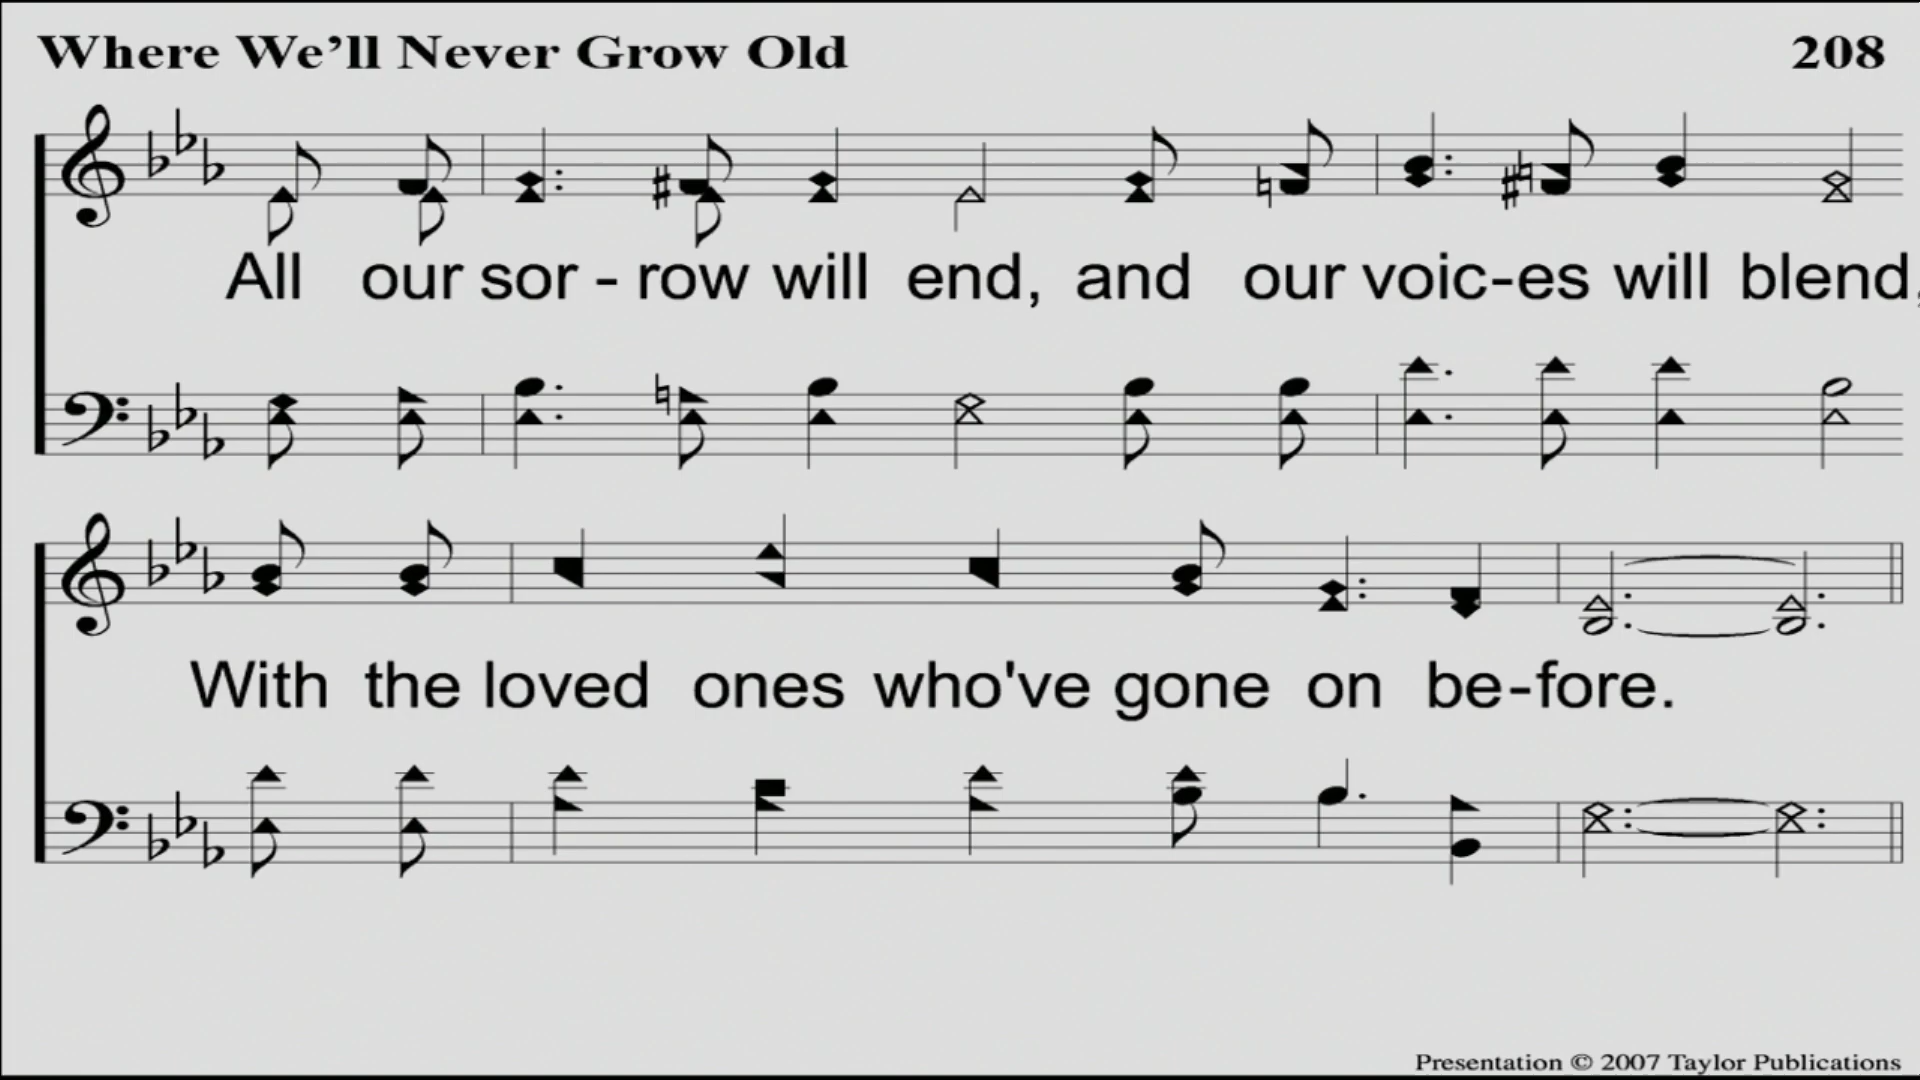 Where We’ll Never Grow Old 208
All our sor - row will end, and our voic-es will blend,
With the loved ones who've gone on be-fore.
Presentation © 2007 Taylor Publications